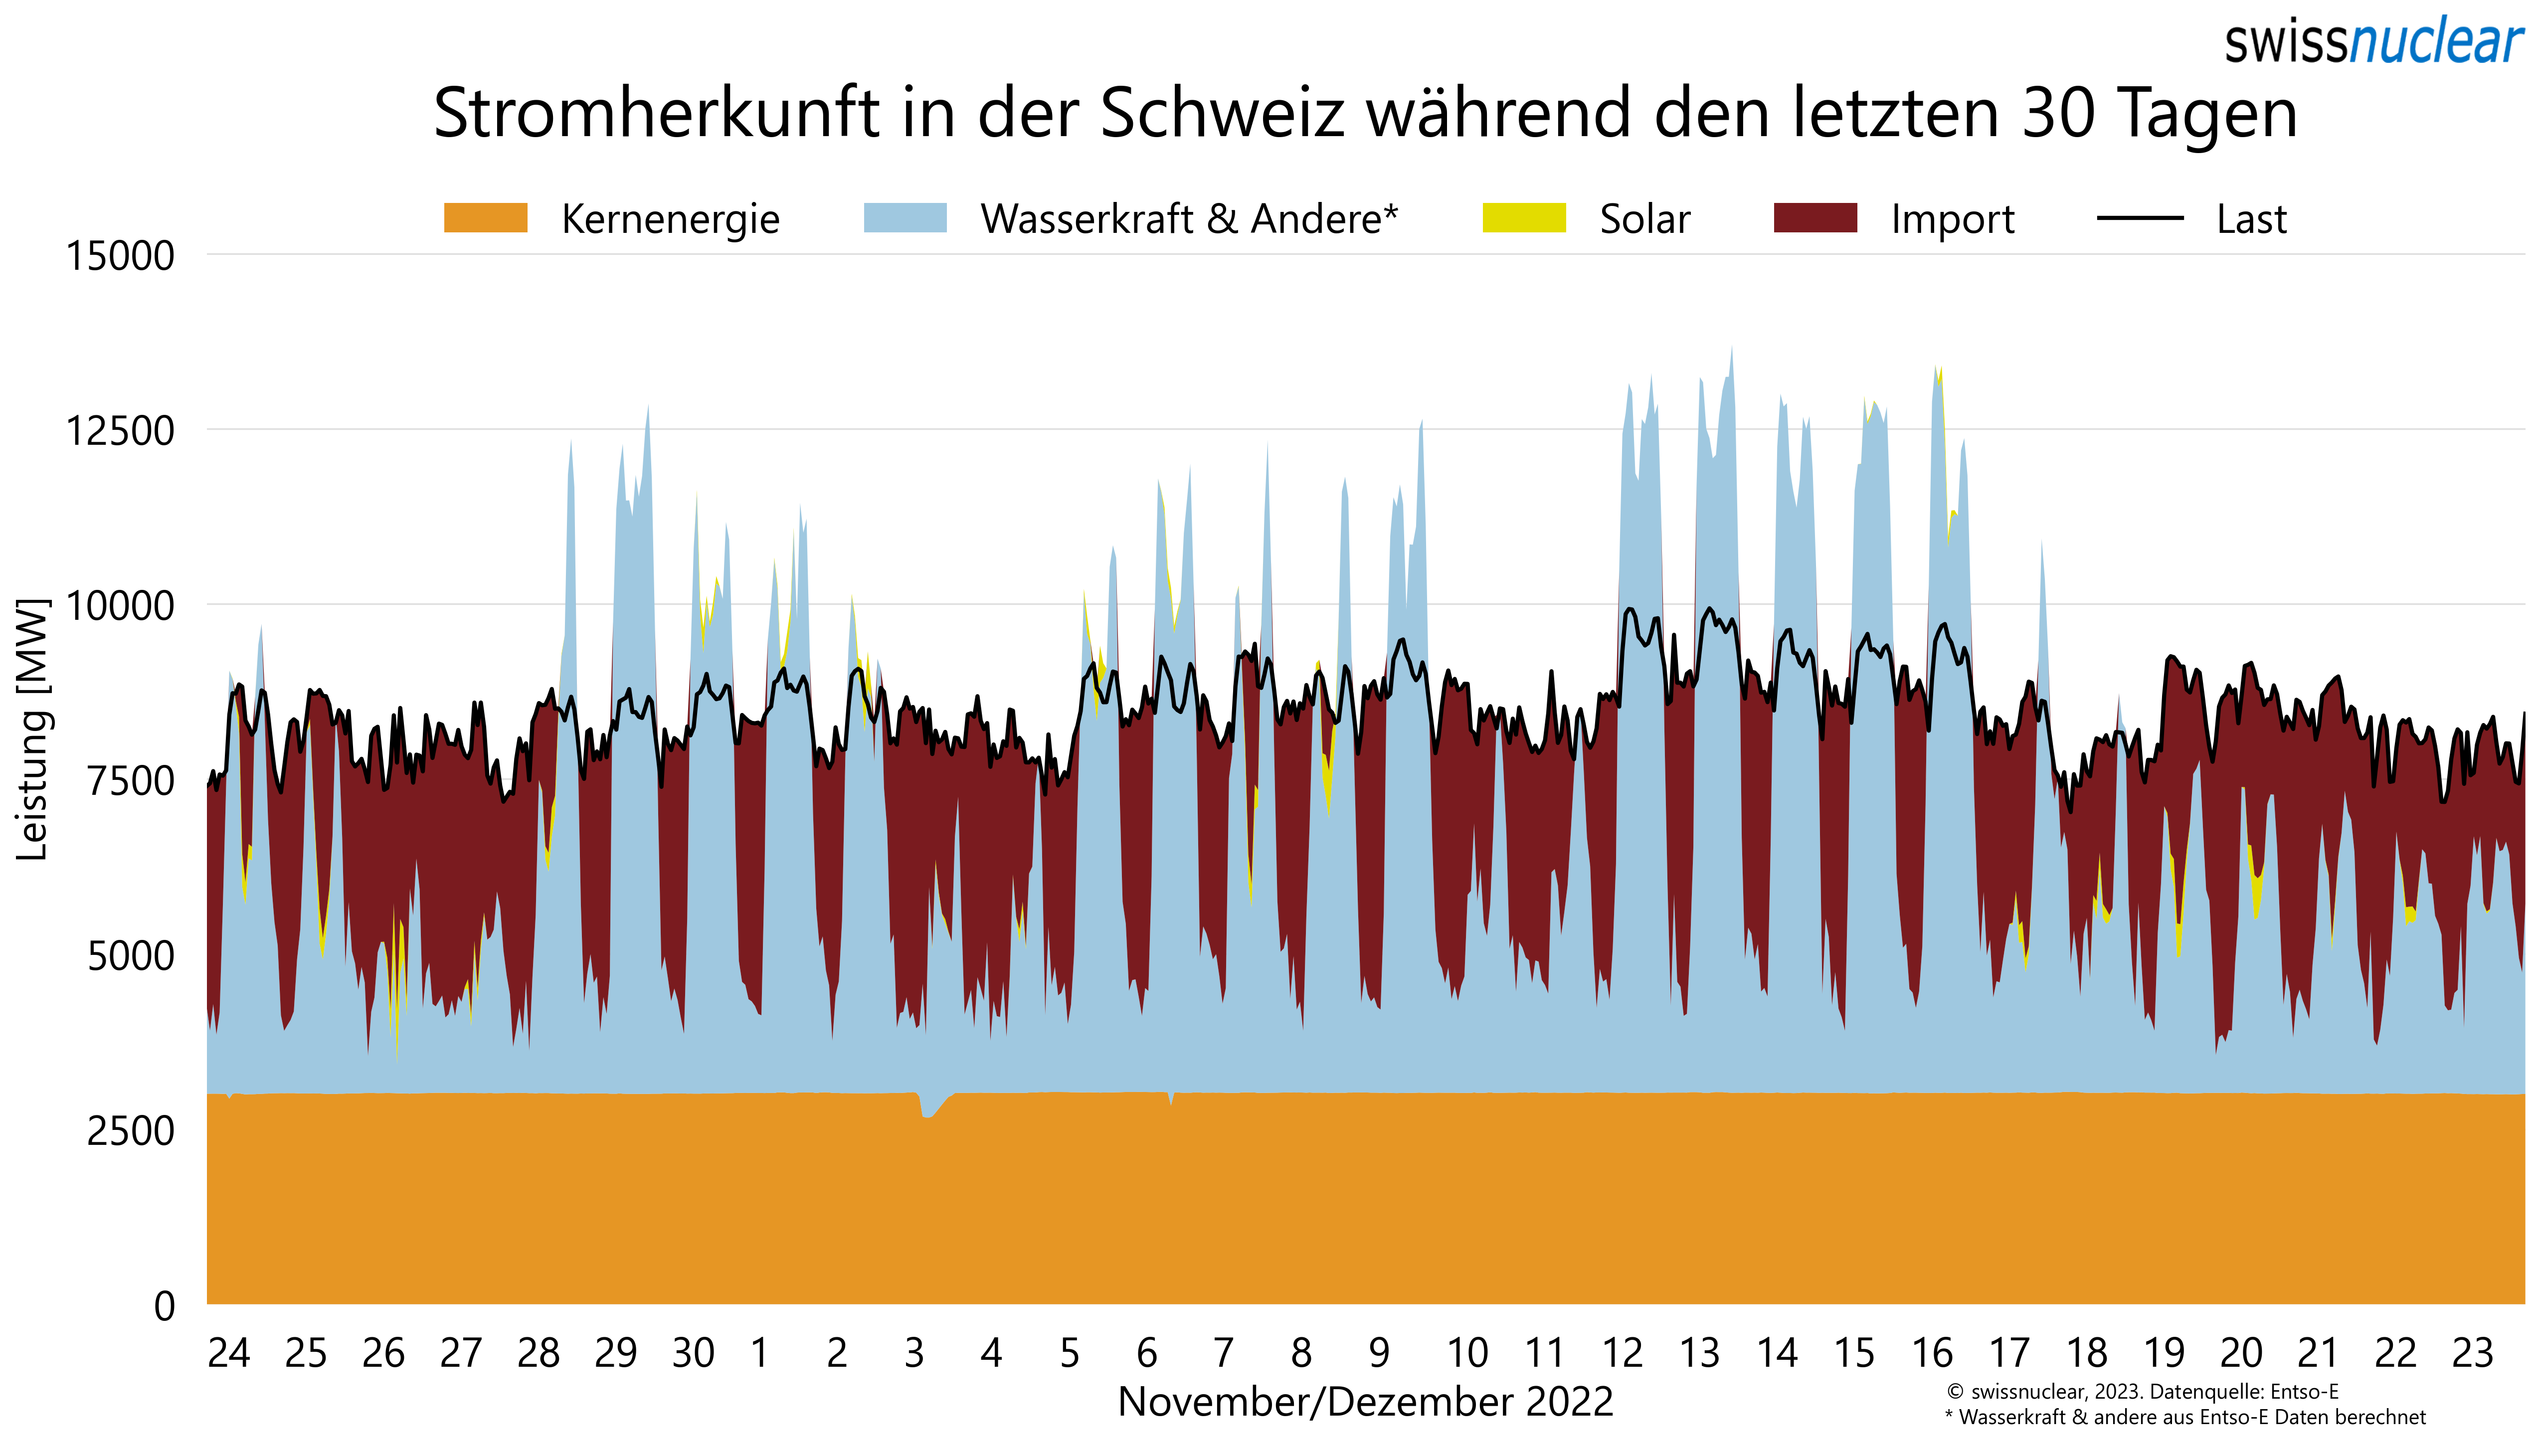 swissnuclear
Stromherkunft in der Schweiz während den letzten 30 Tagen
Kernenergie Wasserkraft & Andere* Solar Import Last
15000
12500
10000
7500
5000
2500
0
Leistung [MW]
24 25 26 27 28 29 30 1 2 3 4 5 6 7 8 9 10 11 12 13 14 15 16 17 18 19 20 21 22 23
November/Dezember 2022
© swissnuclear, 2023. Datenquelle: Entso-E
* Wasserkraft & andere aus Entso-E Daten berechnet